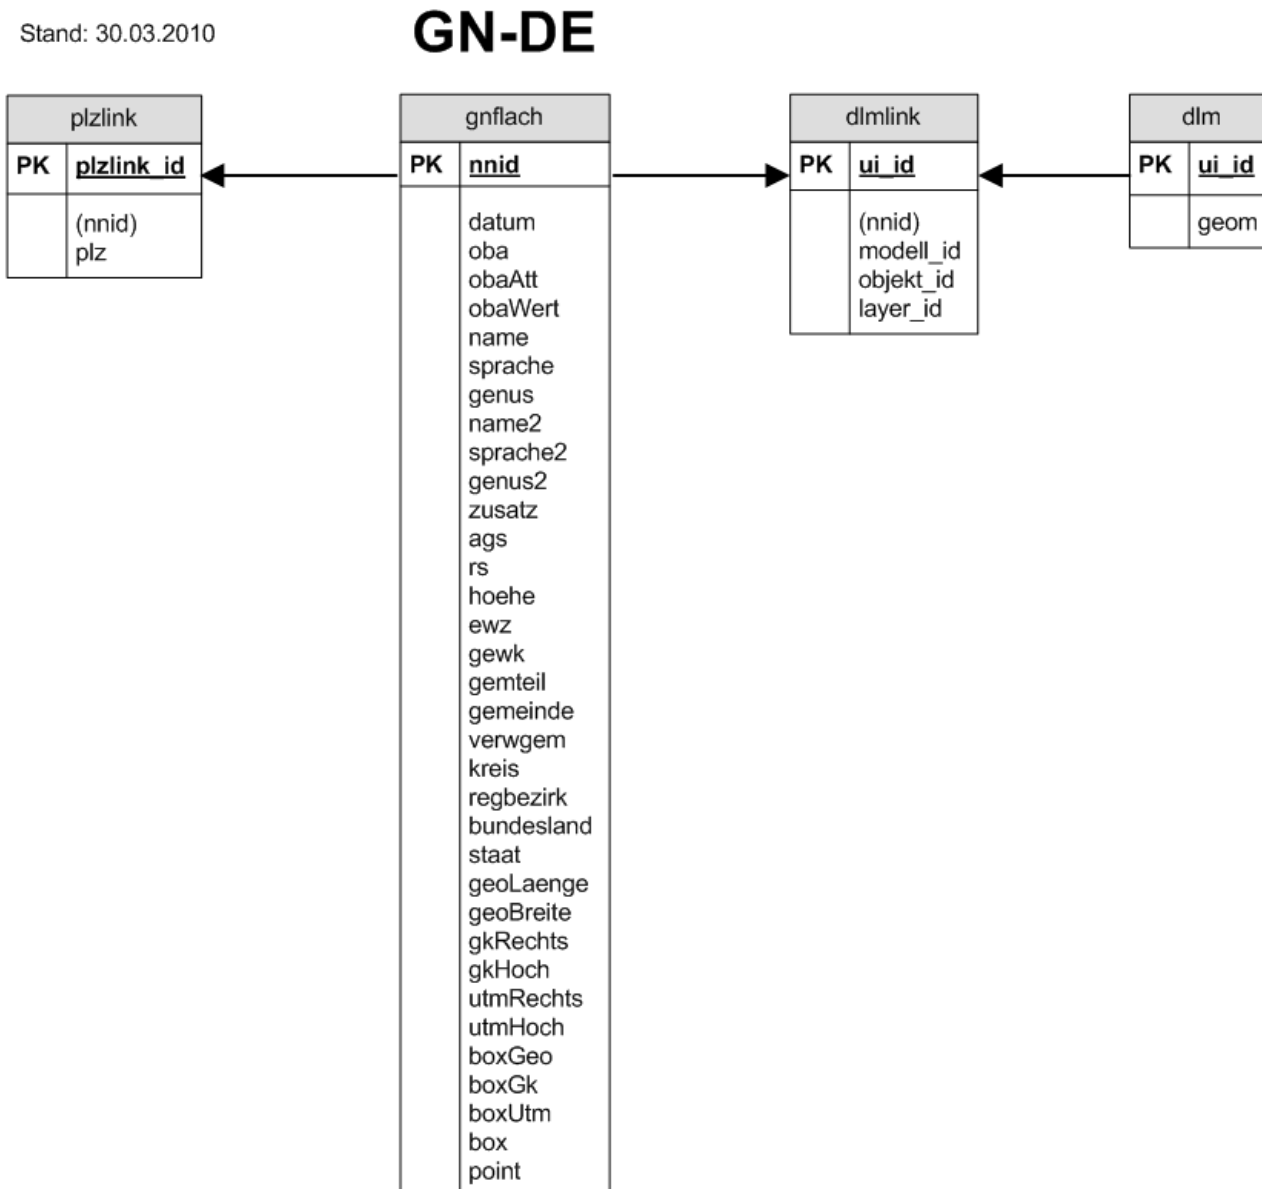 Stand: 30.03.2010
GN-DE
plzlink
PK plzlink_id
(nnid)
plz
gnflach
PK nnid
datum
oba
obaAtt
obaWert
name
sprache
genus
name2
sprache2
genus2
zusatz
ags
rs
hoehe
ewz
gewk
gemteil
gemeinde
verwgem
kreis
regbezirk
bundesland
staat
geoLaenge
geoBreite
gkRechts
gkHoch
utmRechts
utmHoch
boxGeo
boxGk
boxUtm
box
point
dlmlink
PK ui_id
(nnid)
modell_id
objekt_id
layer_id
dlm
PK ui_id
geom